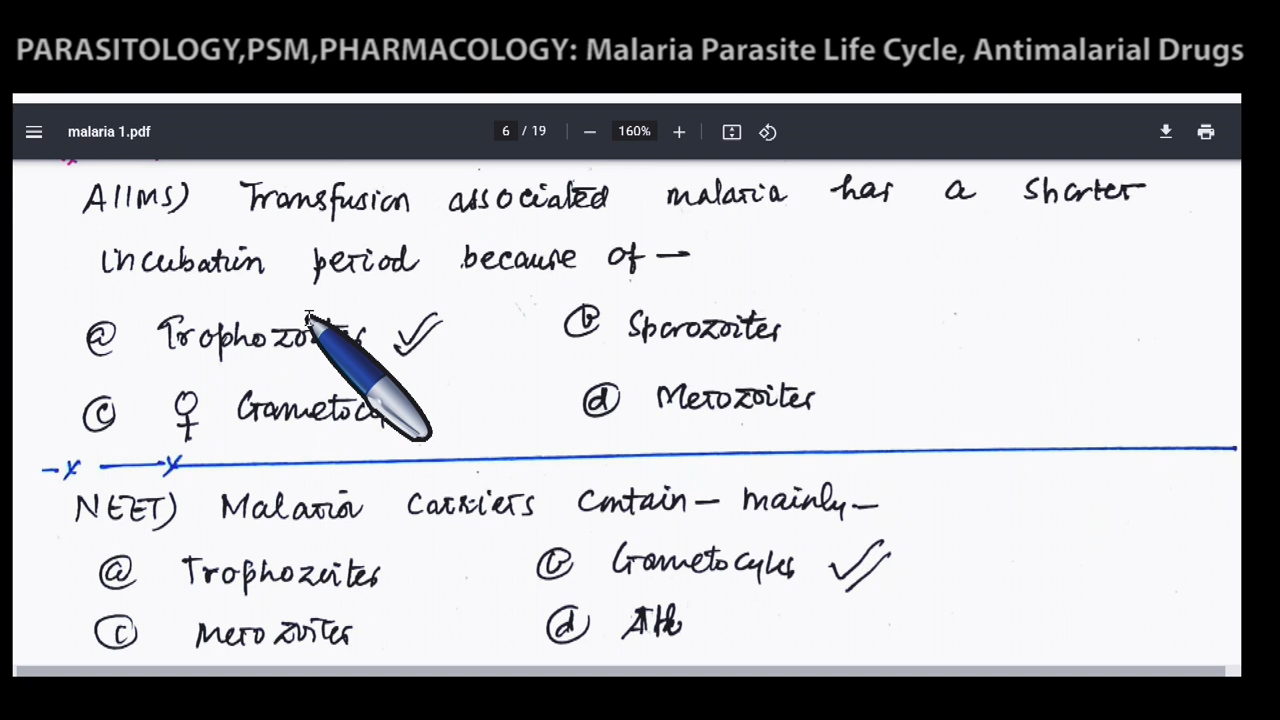 PARASITOLOGY,PSM,PHARMACOLOGY: Malaria Parasite Life Cycle, Antimalarial Drugs
malaria 1.pdf 6 / 19 160%
AIIMS) Transfusion associated malaria has a shorter
incubation period because of —
(a) Trophozoites (b) Sporozoites
(c) ♀ Gametocy (d) Merozoites
NEET) Malaria Carriers Contain - mainly -
(a) Trophozoites (b) Gametocytes
(c) Merozoites (d)